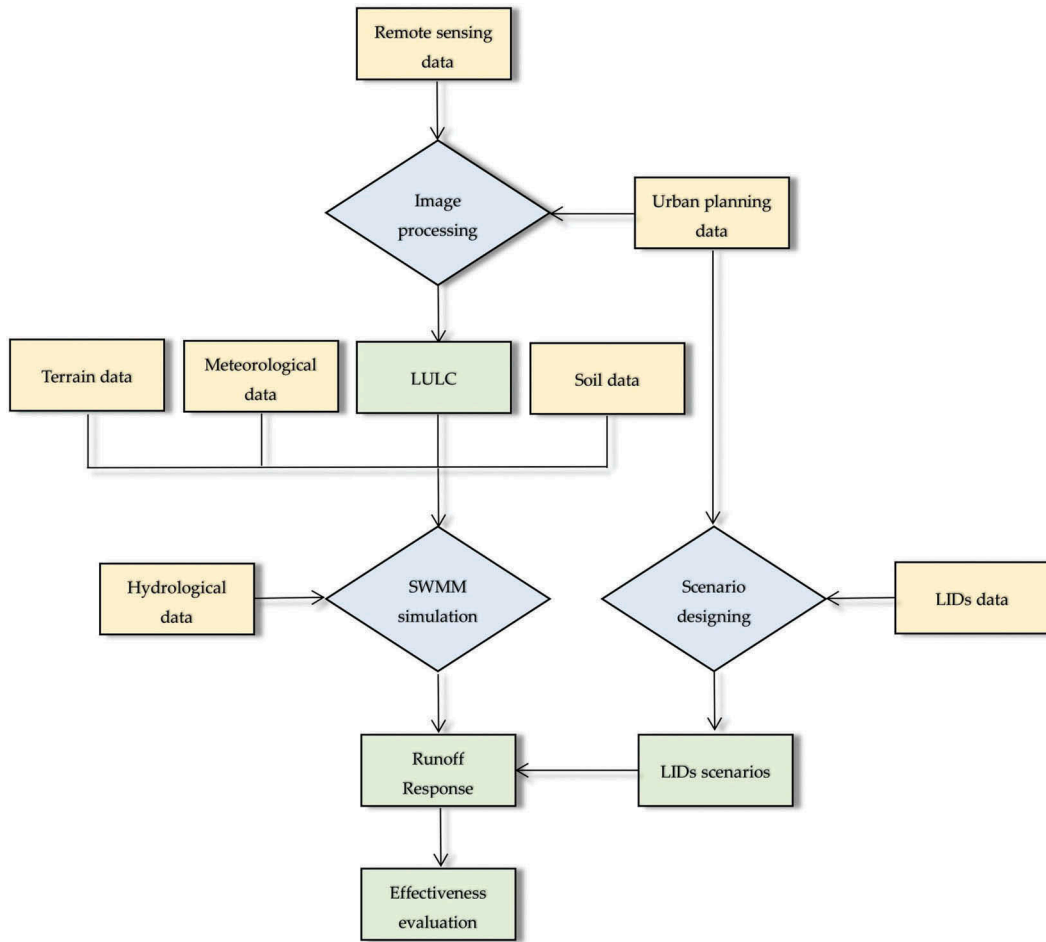 Remote sensing
data
Image
processing
Urban planning
data
Terrain data
Meteorological
data
LULC
Soil data
Hydrological
data
SWMM
simulation
Scenario
designing
LIDs data
Runoff
Response
LIDs scenarios
Effectiveness
evaluation